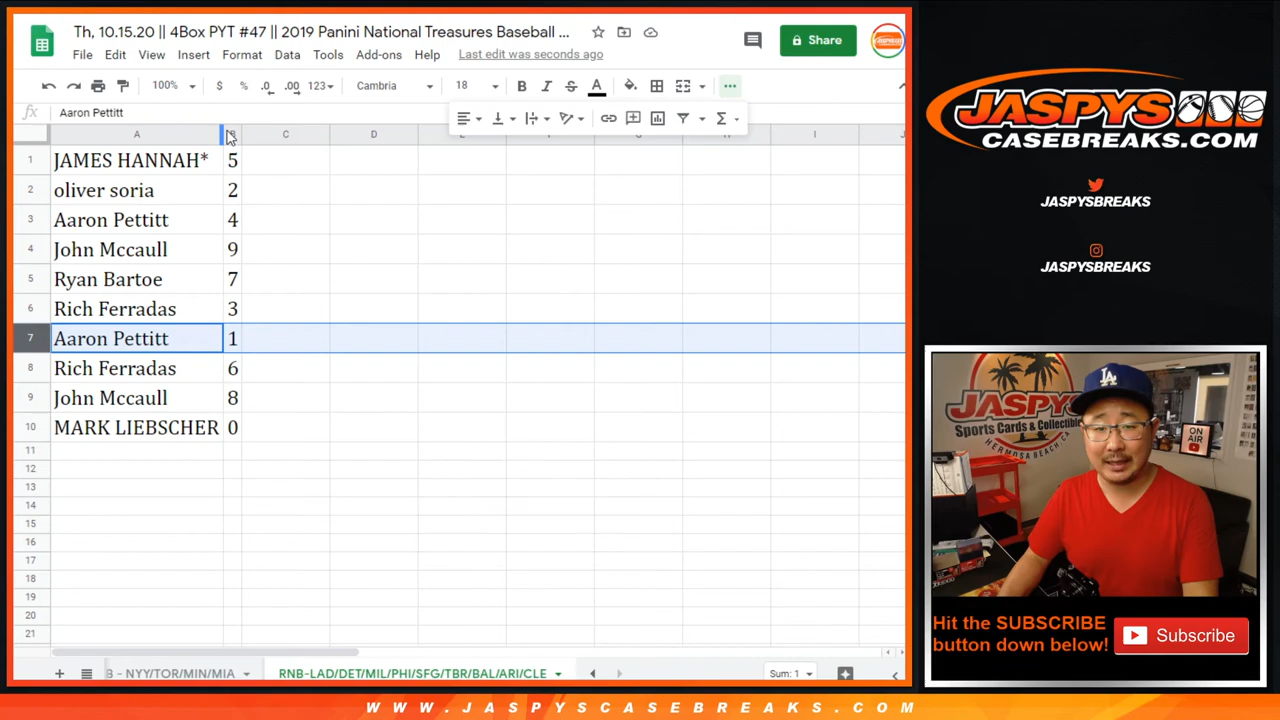 Th, 10.15.20 || 4Box PYT #47 || 2019 Panini National Treasures Baseball ...
File Edit View Insert Format Data Tools Add-ons Help Last edit was seconds ago
Share
100% $ % .0 .00 123 Cambria 18 B I S A
fx Aaron Pettitt
A B C D I
1 JAMES HANNAH* 5
2 oliver soria 2
3 Aaron Pettitt 4
4 John Mccaull 9
5 Ryan Bartoe 7
6 Rich Ferradas 3
7 Aaron Pettitt 1
8 Rich Ferradas 6
9 John Mccaull 8
10 MARK LIEBSCHER 0
11
12
13
14
15
16
17
18
19
20
21
B - NYY/TOR/MIN/MIA RNB-LAD/DET/MIL/PHI/SFG/TBR/BAL/ARI/CLE Sum: 1
JASPYS
CASEBREAKS.COM
JASPYSBREAKS
JASPYSBREAKS
JASPYS
Sports Cards & Collectibles
HERMOSA BEACH, CA
LA
ON
AIR
Hit the SUBSCRIBE
button down below!
Subscribe
WWW.JASPYSCASEBREAKS.COM